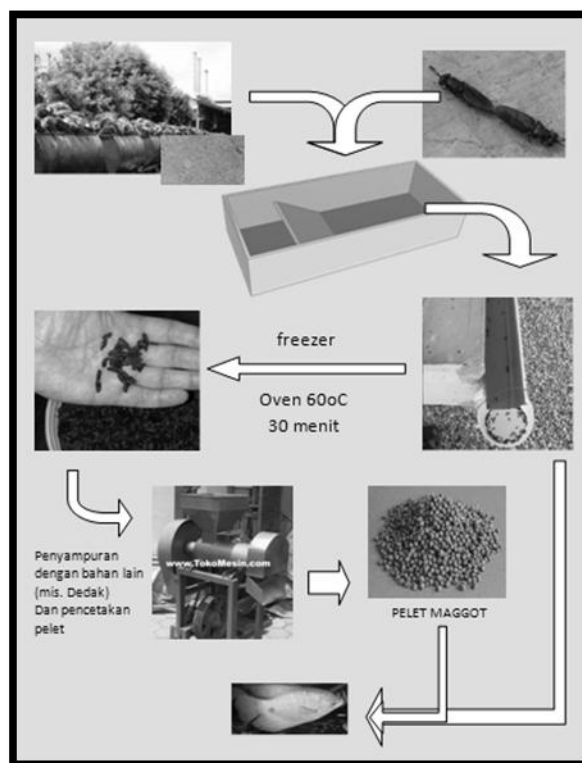 freezer
Oven 60oC
30 menit
Penyampuran
dengan bahan lain
(mis. Dedak)
Dan pencetakan
pelet
www.TokoMesin.com
PELET MAGGOT